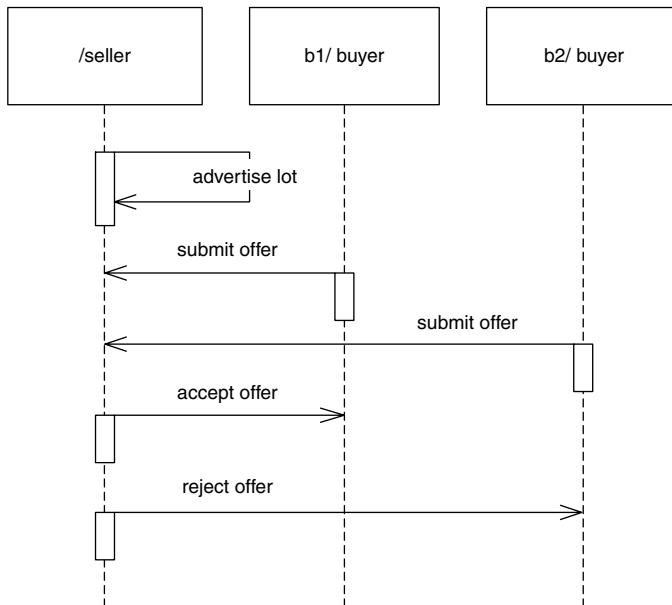 /seller
b1/ buyer
b2/ buyer
advertise lot
submit offer
submit offer
accept offer
reject offer